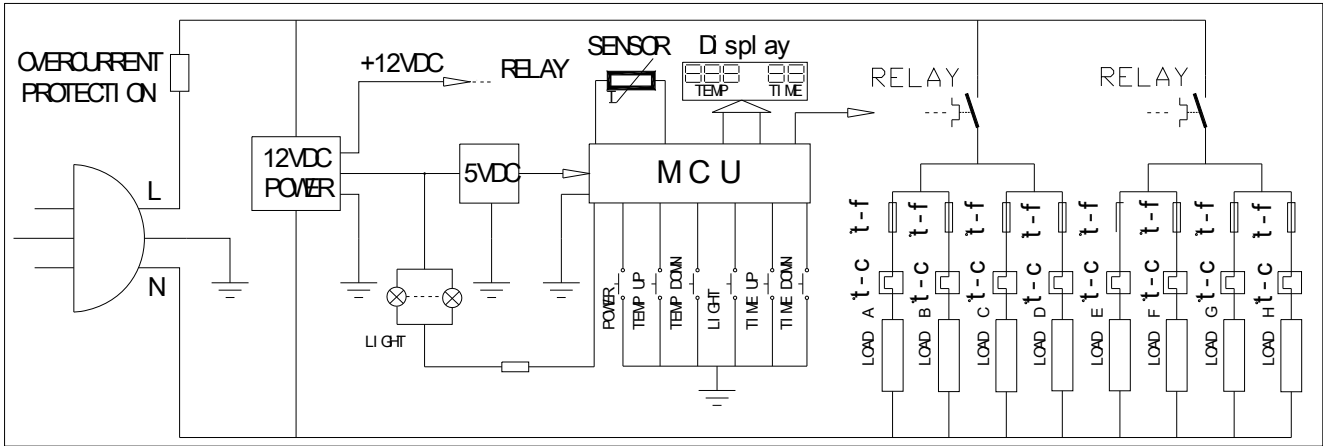 OVERCURRENT
PROTECTION
L
N
12VDC
POWER
+12VDC
RELAY
5VDC
LIGHT
SENSOR
T
Display
TEMP
TIME
MCU
POWER
TEMP UP
TEMP DOWN
LIGHT
TIME UP
TIME DOWN
RELAY
RELAY
t-f
t-f
t-f
t-f
t-f
t-f
t-f
t-f
t-c
t-c
t-c
t-c
t-c
t-c
t-c
t-c
LOAD A
LOAD B
LOAD C
LOAD D
LOAD E
LOAD F
LOAD G
LOAD H